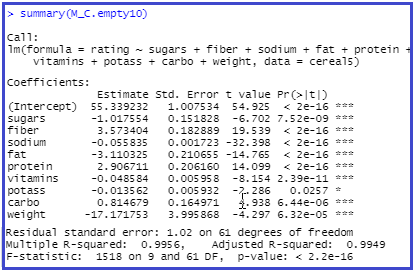 > summary(M_C.empty10)
Call:
lm(formula = rating ~ sugars + fiber + sodium + fat + protein +
vitamins + potass + carbo + weight, data = cereal5)
Coefficients:
Estimate Std. Error t value Pr(>|t|)
(Intercept) 55.339232 1.007534 54.925 < 2e-16 ***
sugars -1.017554 0.151828 -6.702 7.52e-09 ***
fiber 3.573404 0.182889 19.539 < 2e-16 ***
sodium -0.055835 0.001723 -32.398 < 2e-16 ***
fat -3.110325 0.210655 -14.765 < 2e-16 ***
protein 2.906711 0.206160 14.099 < 2e-16 ***
vitamins -0.048584 0.005958 -8.154 2.39e-11 ***
potass -0.013562 0.005932 -2.286 0.0257 *
carbo 0.814679 0.164971 4.938 6.44e-06 ***
weight -17.171753 3.995868 -4.297 6.32e-05 ***
Residual standard error: 1.02 on 61 degrees of freedom
Multiple R-squared: 0.9956, Adjusted R-squared: 0.9949
F-statistic: 1518 on 9 and 61 DF, p-value: < 2.2e-16